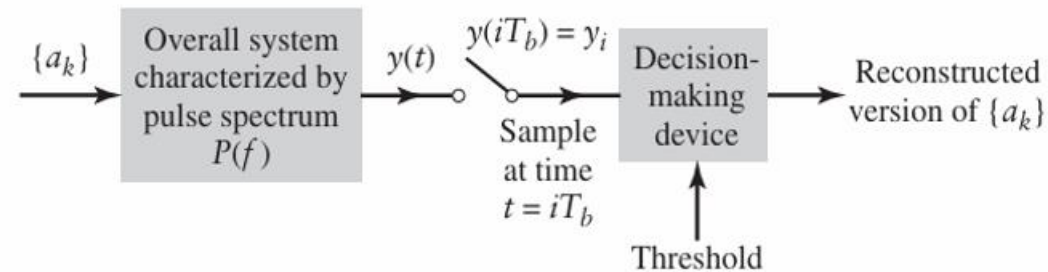 {a_k}
Overall system
characterized by
pulse spectrum
P(f)
y(t)
y(iT_b) = y_i
Sample
at time
t = iT_b
Decision-
making
device
Threshold
Reconstructed
version of {a_k}